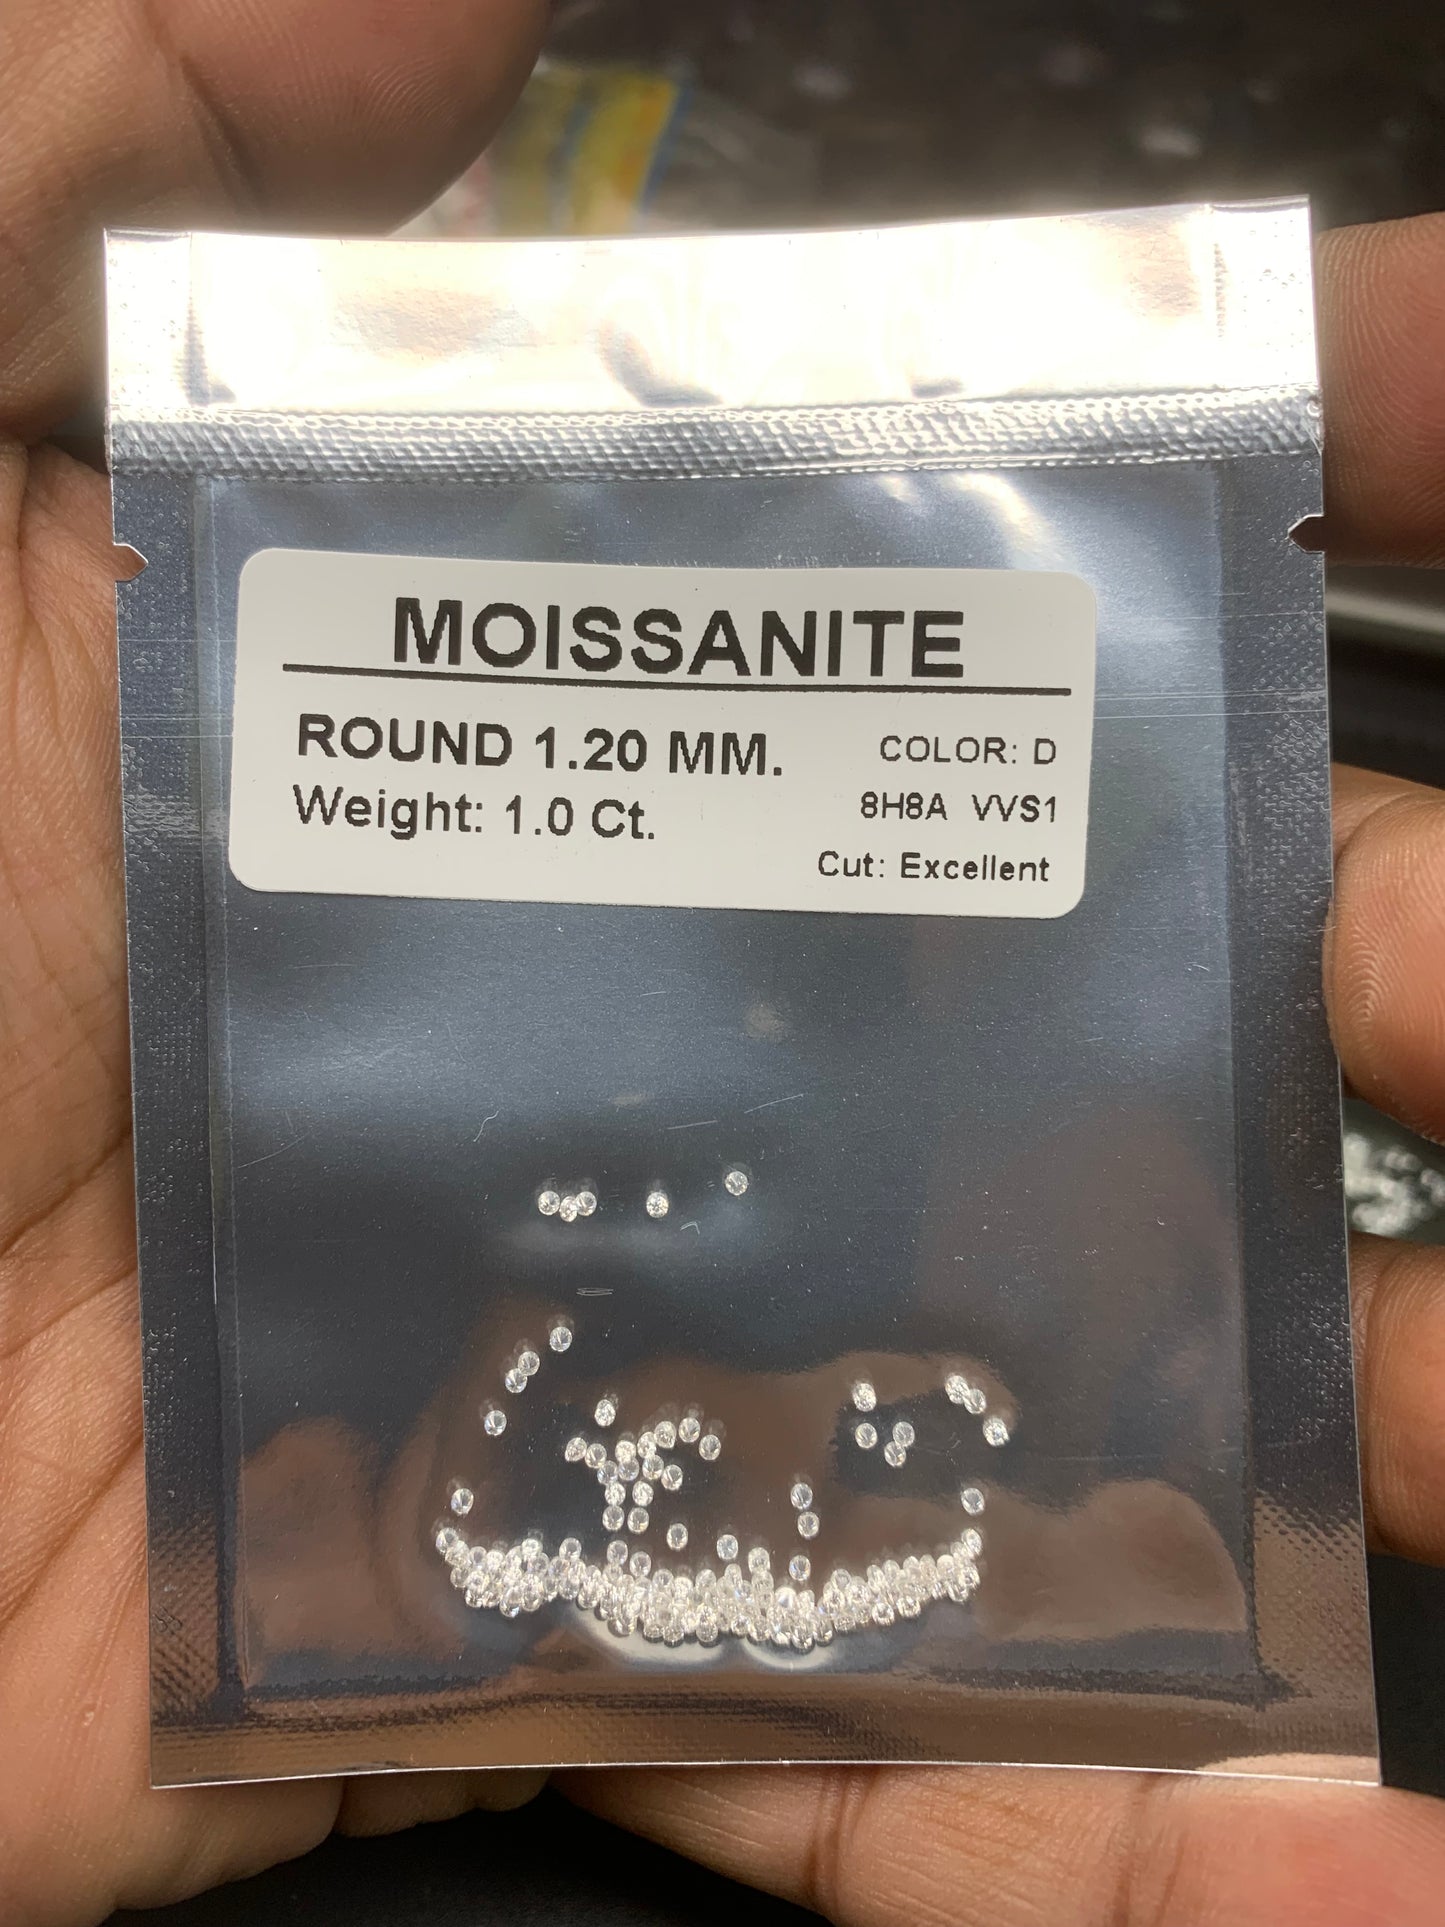 MOISSANITE
ROUND 1.20 MM.
COLOR: D
Weight: 1.0 Ct.
8H8A VVS1
Cut: Excellent